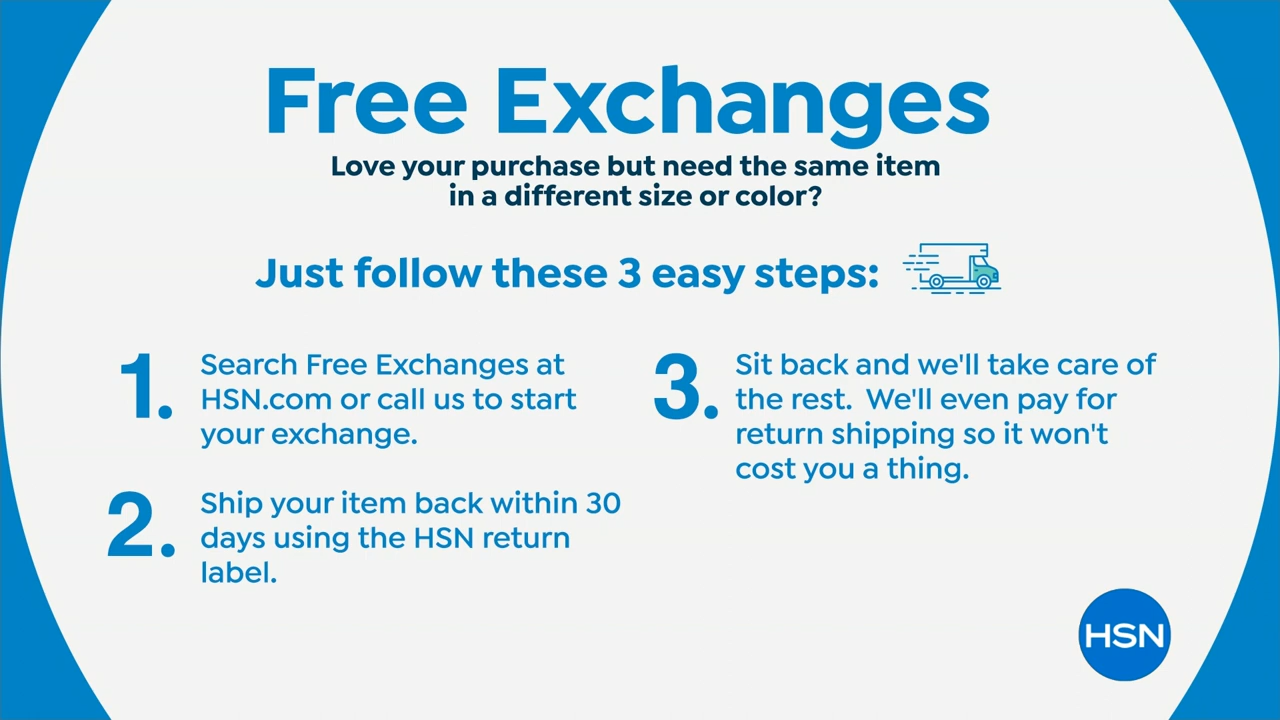 Free Exchanges
Love your purchase but need the same item
in a different size or color?
Just follow these 3 easy steps:
1. Search Free Exchanges at
HSN.com or call us to start
your exchange.
2. Ship your item back within 30
days using the HSN return
label.
3. Sit back and we'll take care of
the rest.  We'll even pay for
return shipping so it won't
cost you a thing.
HSN